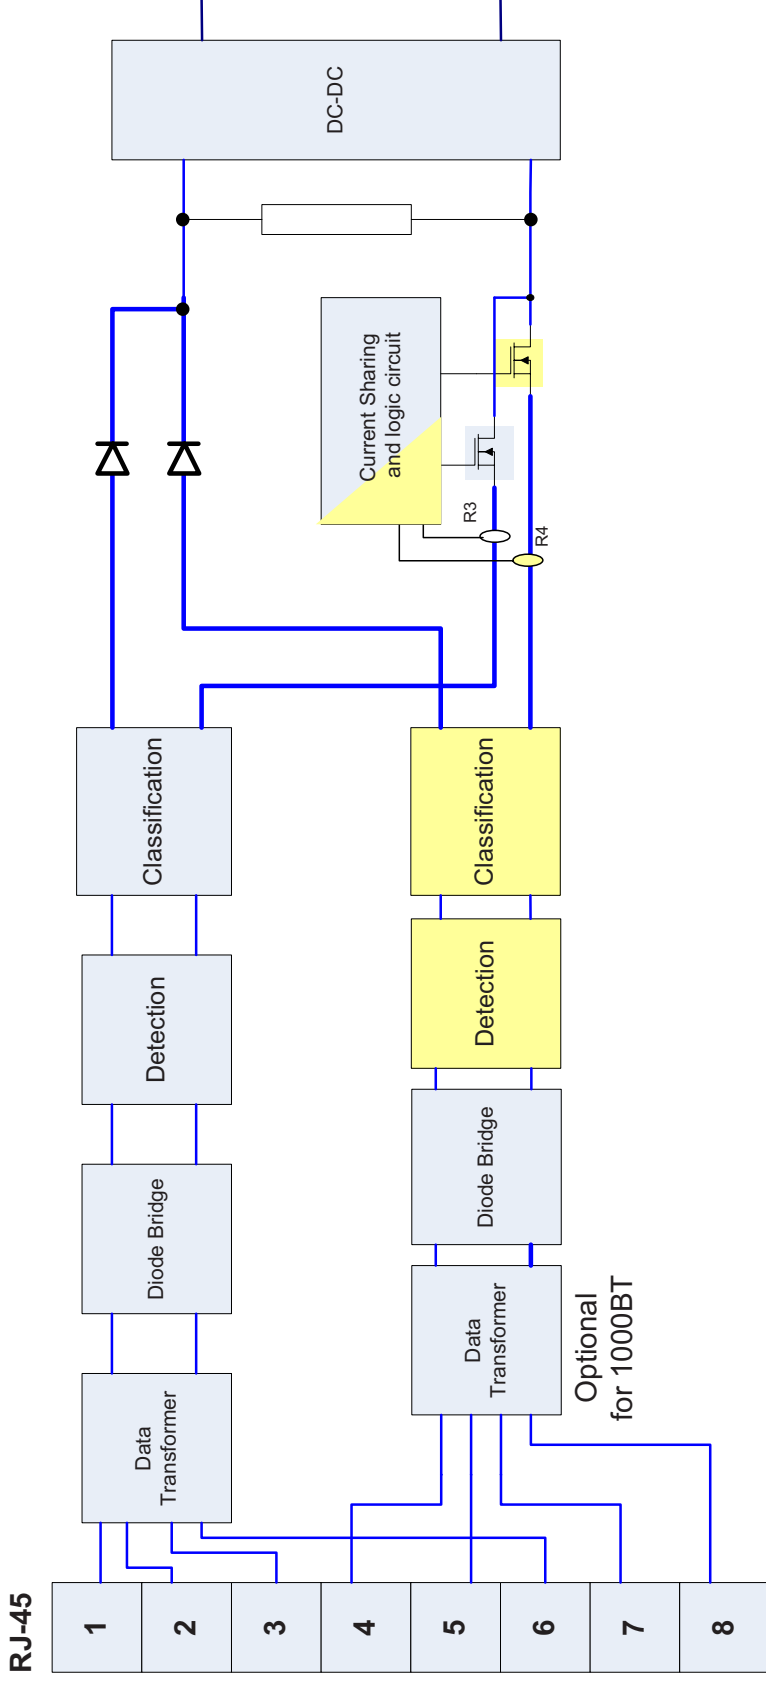 RJ-45
1
2
3
4
5
6
7
8
Data
Transformer
Diode Bridge
Detection
Classification
Data
Transformer
Optional
for 1000BT
Diode Bridge
Detection
Classification
R3
R4
Current Sharing
and logic circuit
DC-DC